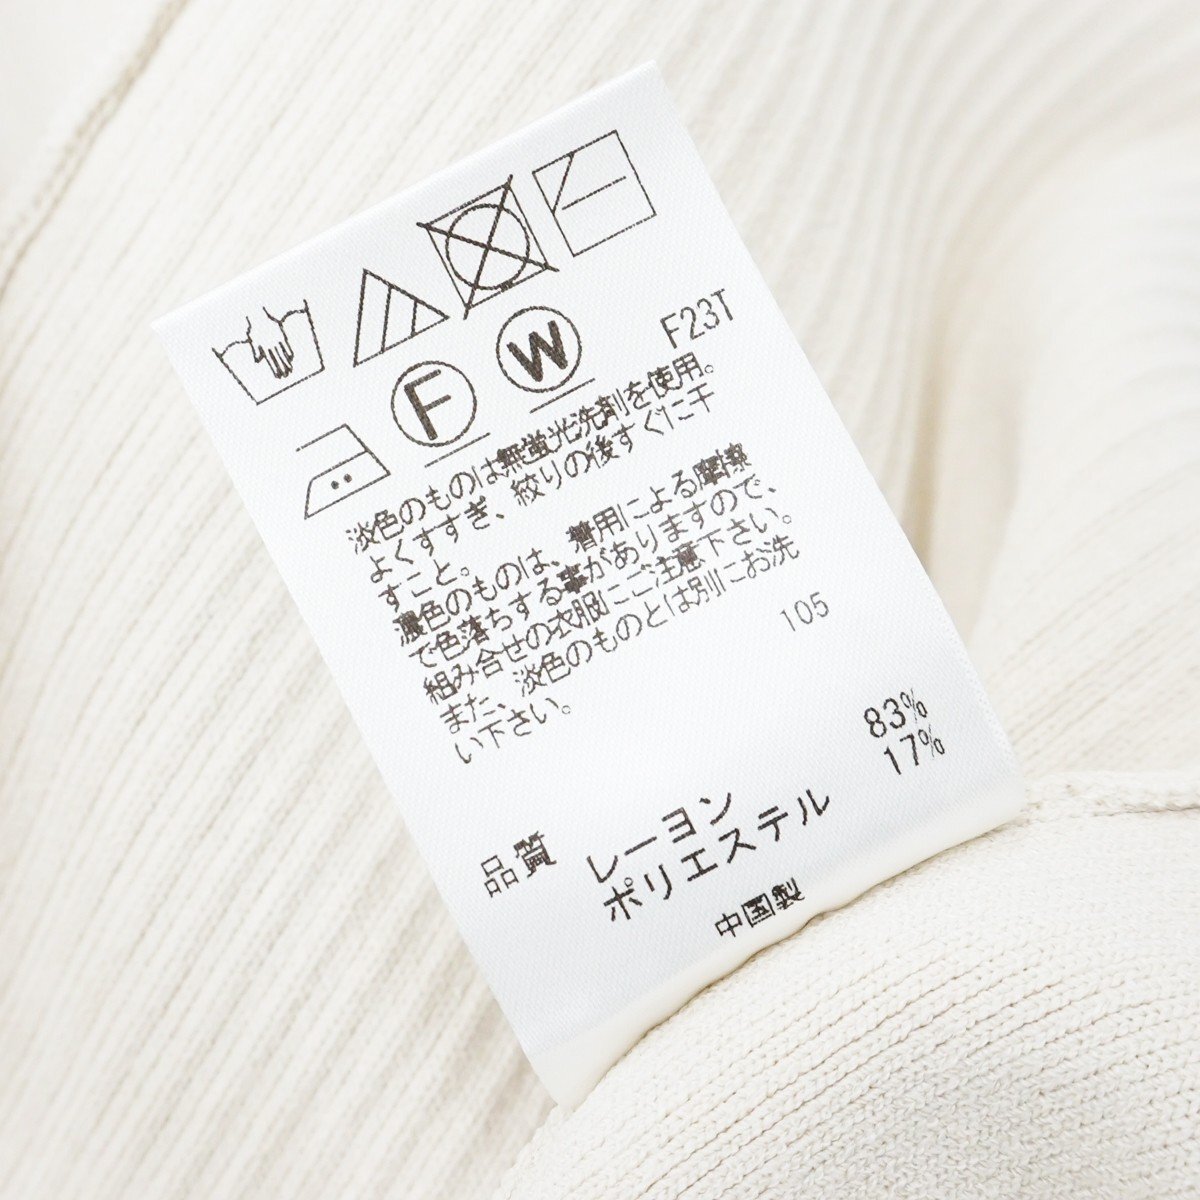 F W
F23T
淡色のものは無蛍光洗剤を使用。
よくすすぎ、絞りの後すぐに干
すこと。
濃色のものは、着用による摩擦
で色落ちする事がありますので、
組み合せの衣服にご注意下さい。
また、淡色のものとは別にお洗
い下さい。
105
品質 レーヨン 83%
ポリエステル 17%
中国製